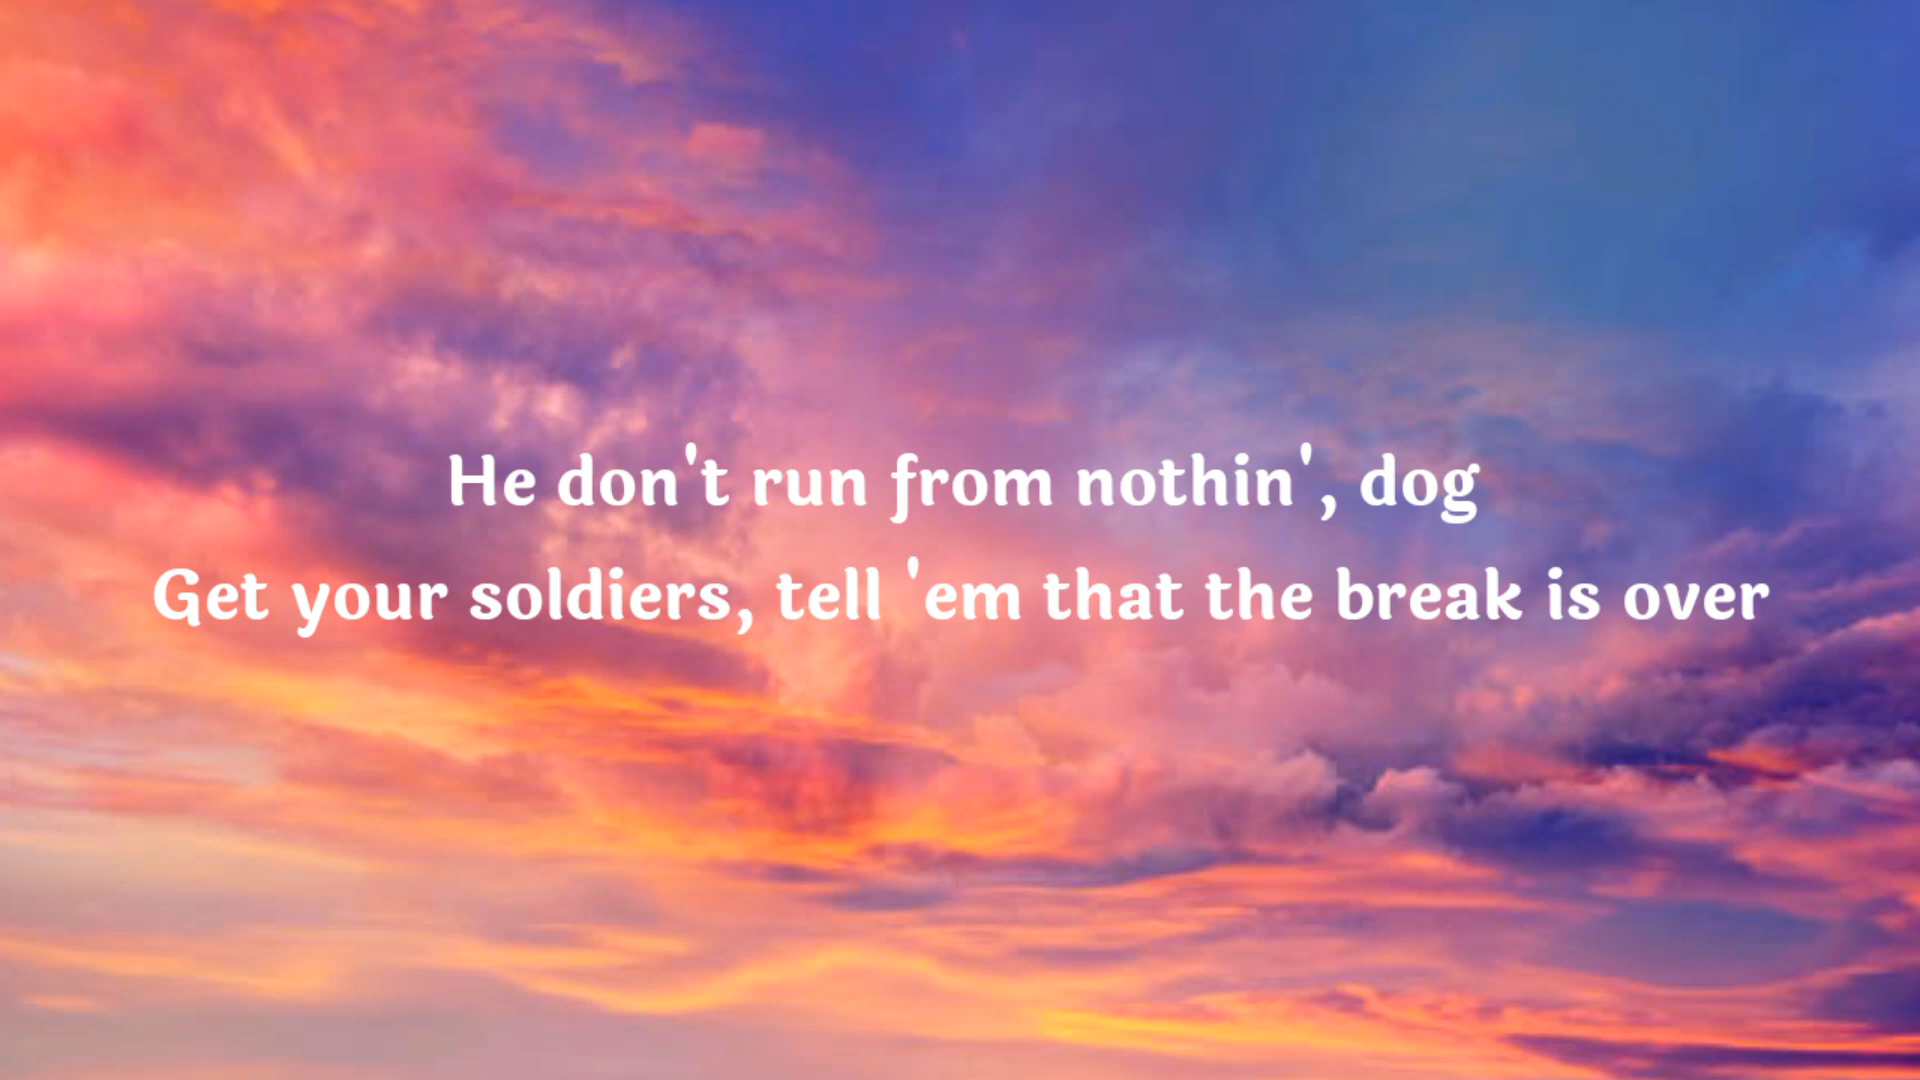 He don't run from nothin', dog
Get your soldiers, tell 'em that the break is over